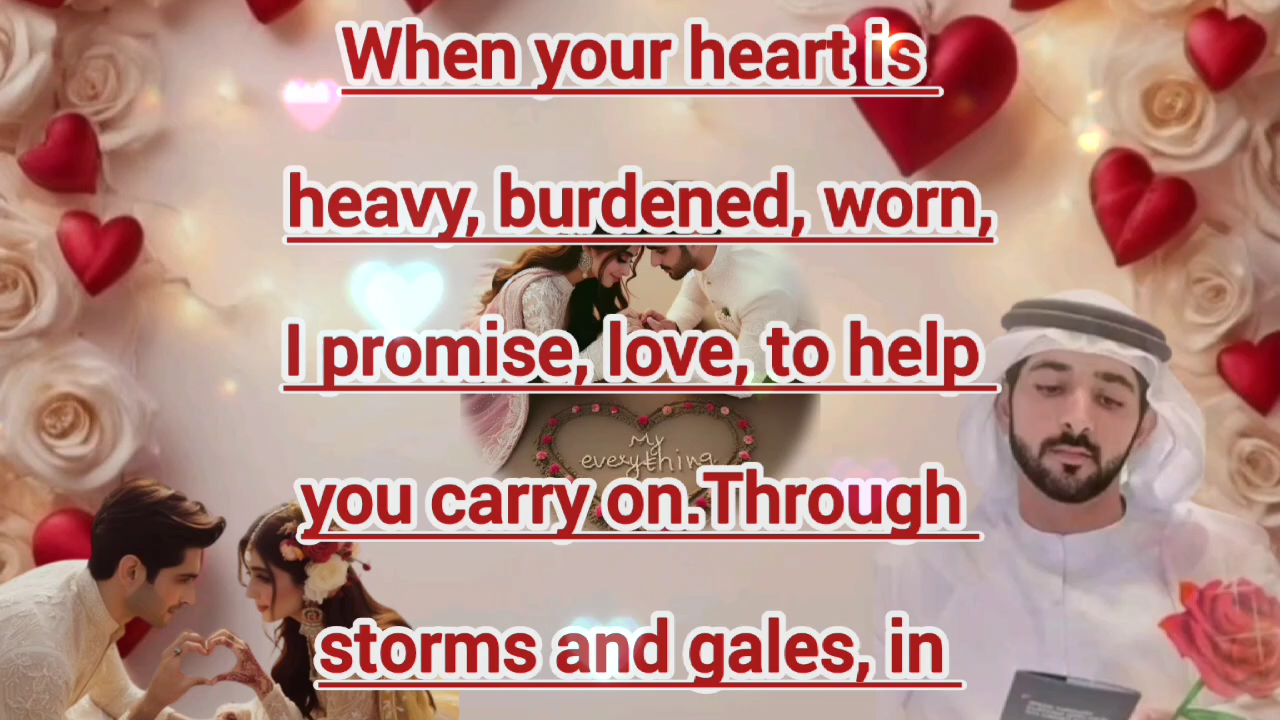 When your heart is
heavy, burdened, worn,
I promise, love, to help
My
everything
you carry on.Through
storms and gales, in